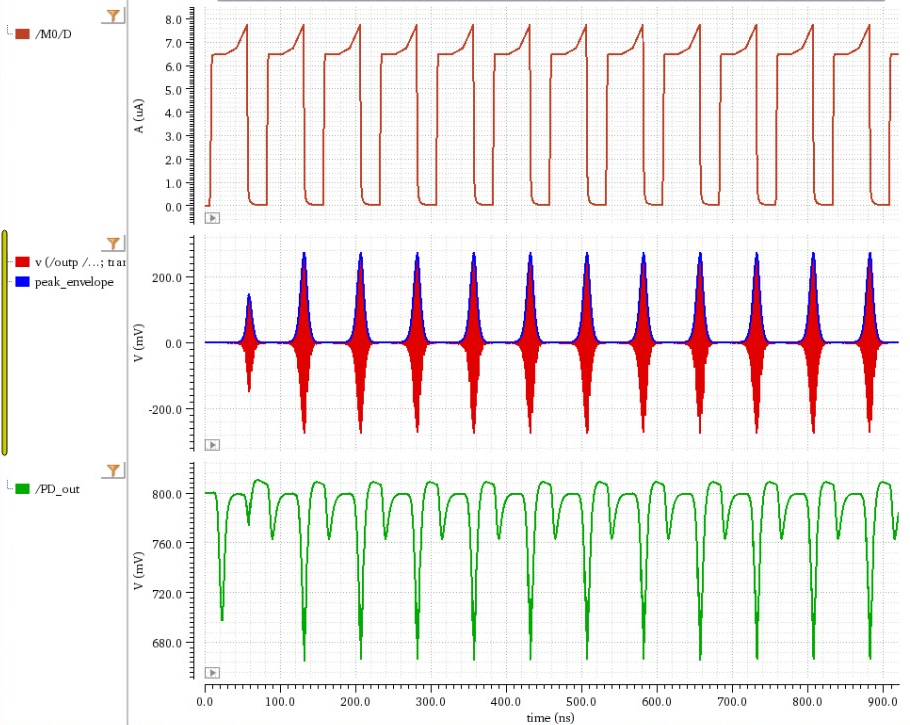 /M0/D
8.0
7.0
6.0
5.0
4.0
3.0
2.0
1.0
0.0
A (uA)
v (/outp /...; tran
peak_envelope
200.0
0.0
-200.0
V (mV)
/PD_out
800.0
760.0
720.0
680.0
V (mV)
0.0 100.0 200.0 300.0 400.0 500.0 600.0 700.0 800.0 900.0
time (ns)